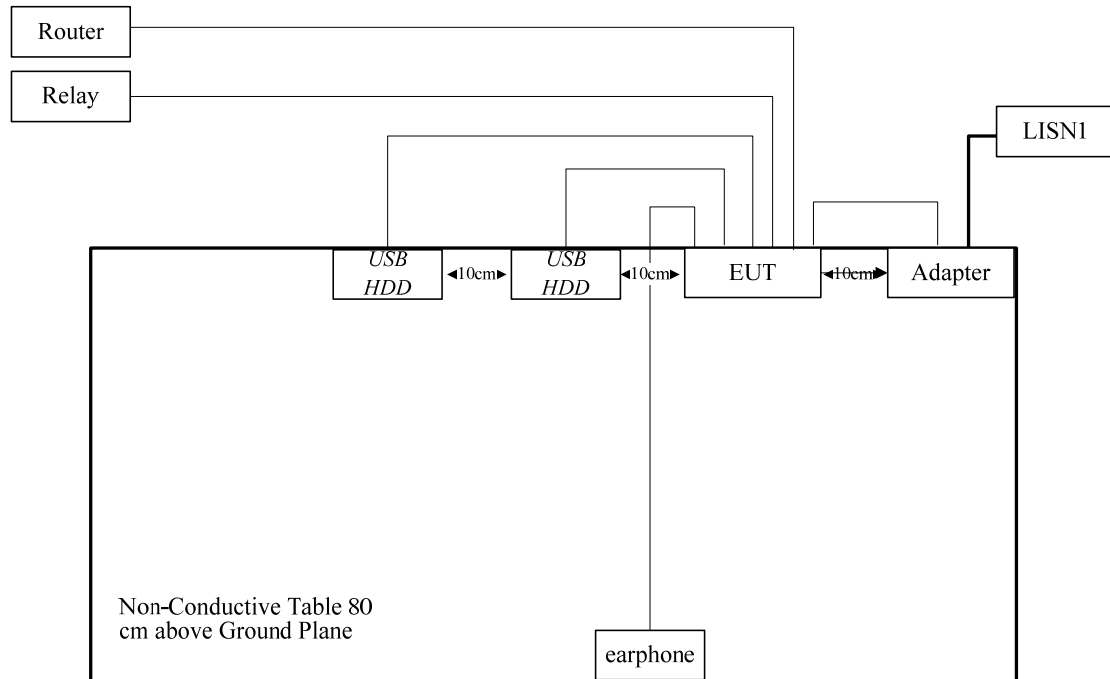 Router
Relay
LISN1
USB
HDD
10cm
USB
HDD
10cm
EUT
10cm
Adapter
Non-Conductive Table 80
cm above Ground Plane
earphone